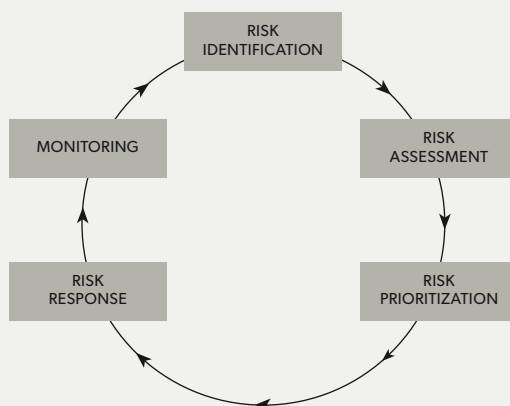 RISK
IDENTIFICATION
RISK
ASSESSMENT
RISK
PRIORITIZATION
RISK
RESPONSE
MONITORING